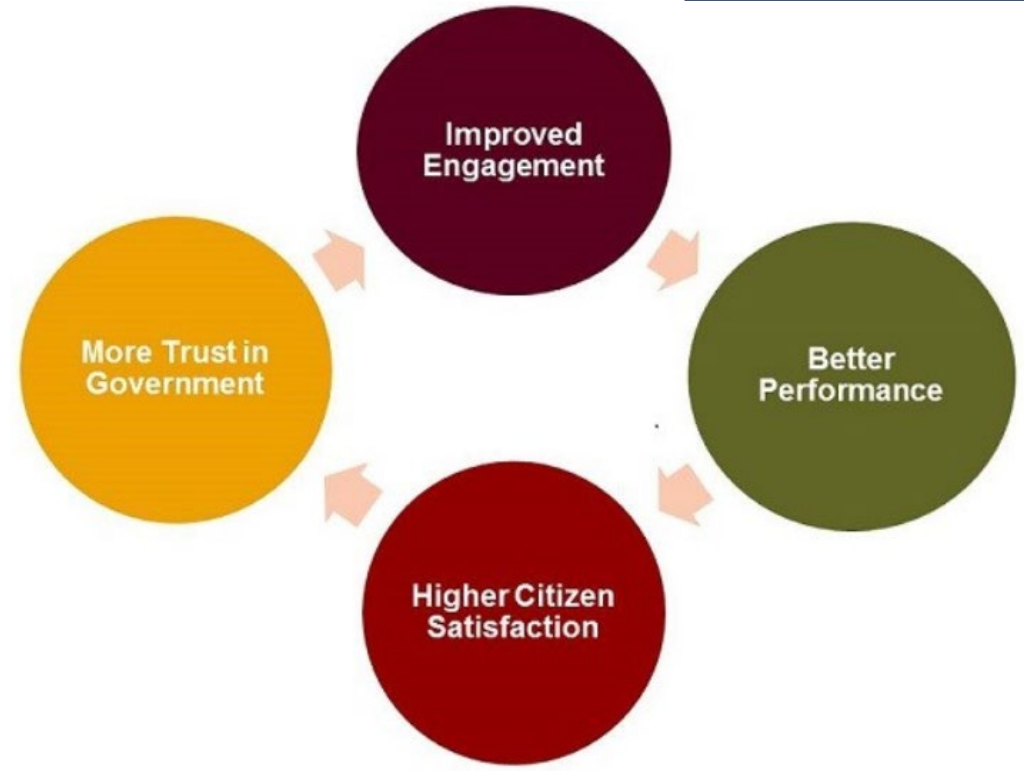 Improved
Engagement
Better
Performance
Higher Citizen
Satisfaction
More Trust in
Government